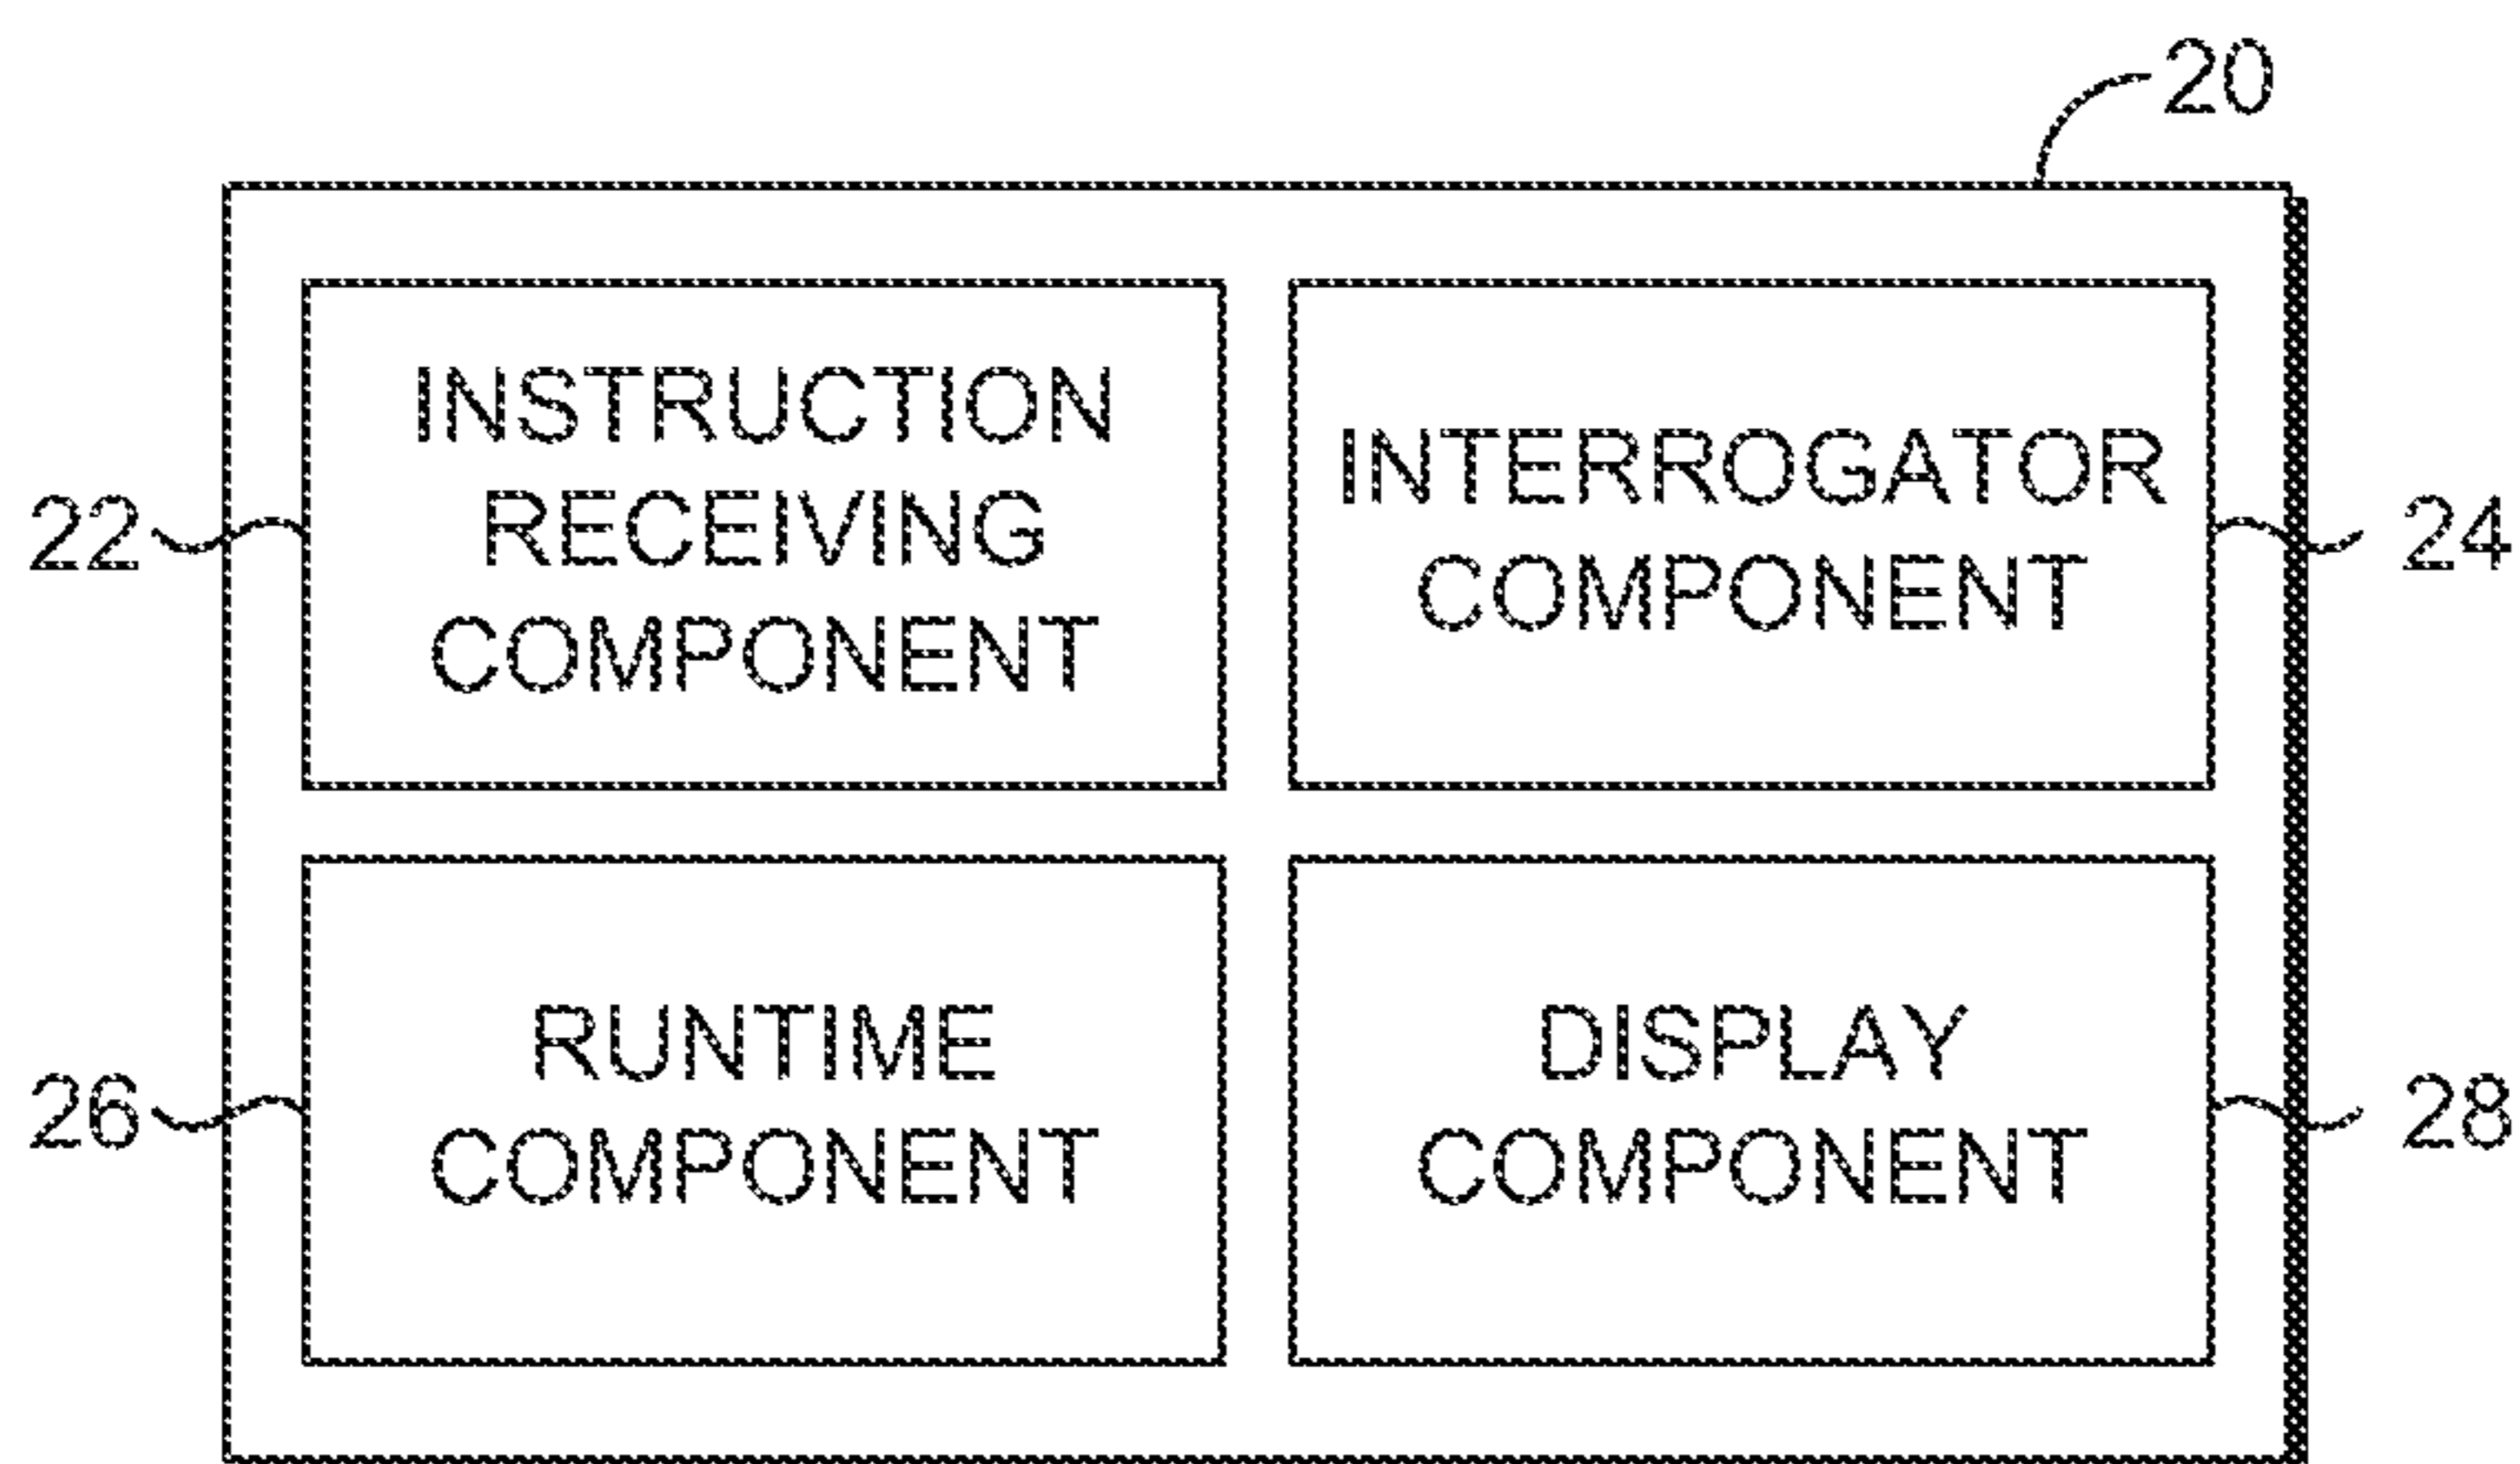 20
INSTRUCTION
RECEIVING
COMPONENT
22
INTERROGATOR
COMPONENT
24
RUNTIME
COMPONENT
26
DISPLAY
COMPONENT
28